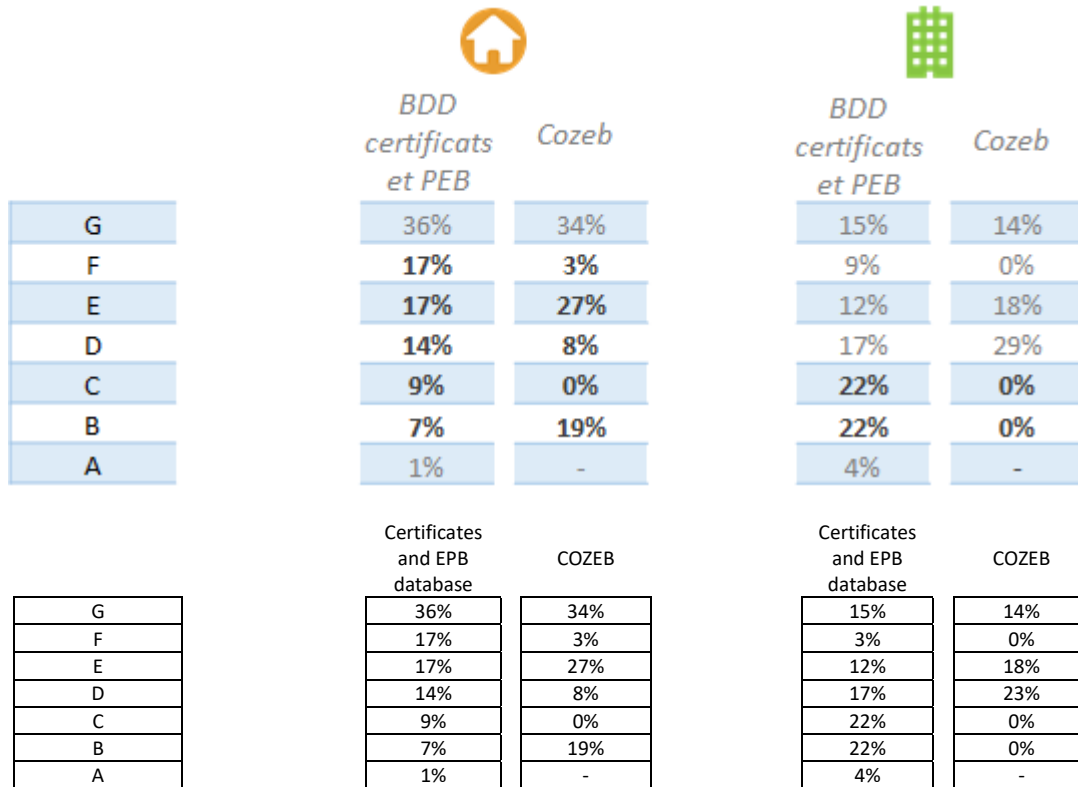 BDD
certificats
et PEB
Cozeb
BDD
certificats
et PEB
Cozeb
G 36% 34% 15% 14%
F 17% 3% 9% 0%
E 17% 27% 12% 18%
D 14% 8% 17% 29%
C 9% 0% 22% 0%
B 7% 19% 22% 0%
A 1% - 4% -
Certificates
and EPB
database
COZEB
Certificates
and EPB
database
COZEB
G 36% 34% 15% 14%
F 17% 3% 3% 0%
E 17% 27% 12% 18%
D 14% 8% 17% 23%
C 9% 0% 22% 0%
B 7% 19% 22% 0%
A 1% - 4% -